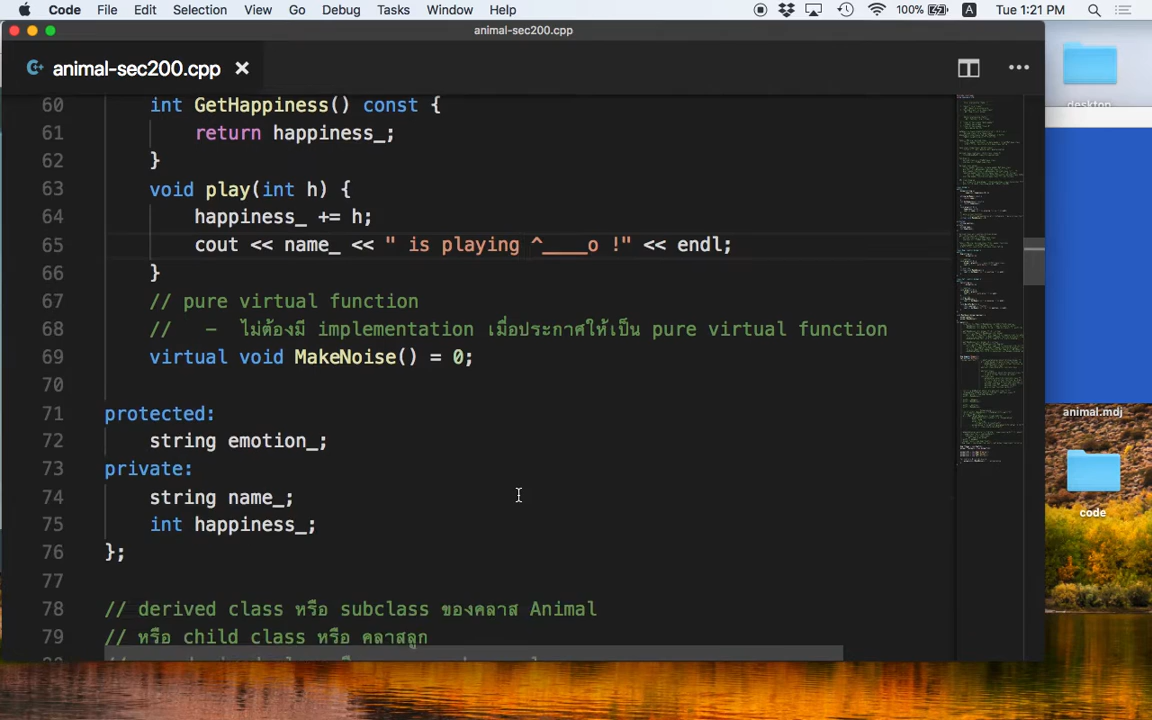 Code File Edit Selection View Go Debug Tasks Window Help 100% A Tue 1:21 PM
animal-sec200.cpp
animal-sec200.cpp
desktop
60 int GetHappiness() const {
61 return happiness_;
62 }
63 void play(int h) {
64 happiness_ += h;
65 cout << name_ << " is playing ^____o !" << endl;
66 }
67 // pure virtual function
68 // - ไม่ต้องมี implementation เมื่อประกาศให้เป็น pure virtual function
69 virtual void MakeNoise() = 0;
70
71 protected:
animal.mdj
72 string emotion_;
73 private:
74 string name_;
code
75 int happiness_;
76 };
77
78 // derived class หรือ subclass ของคลาส Animal
79 // หรือ child class หรือ คลาสลูก